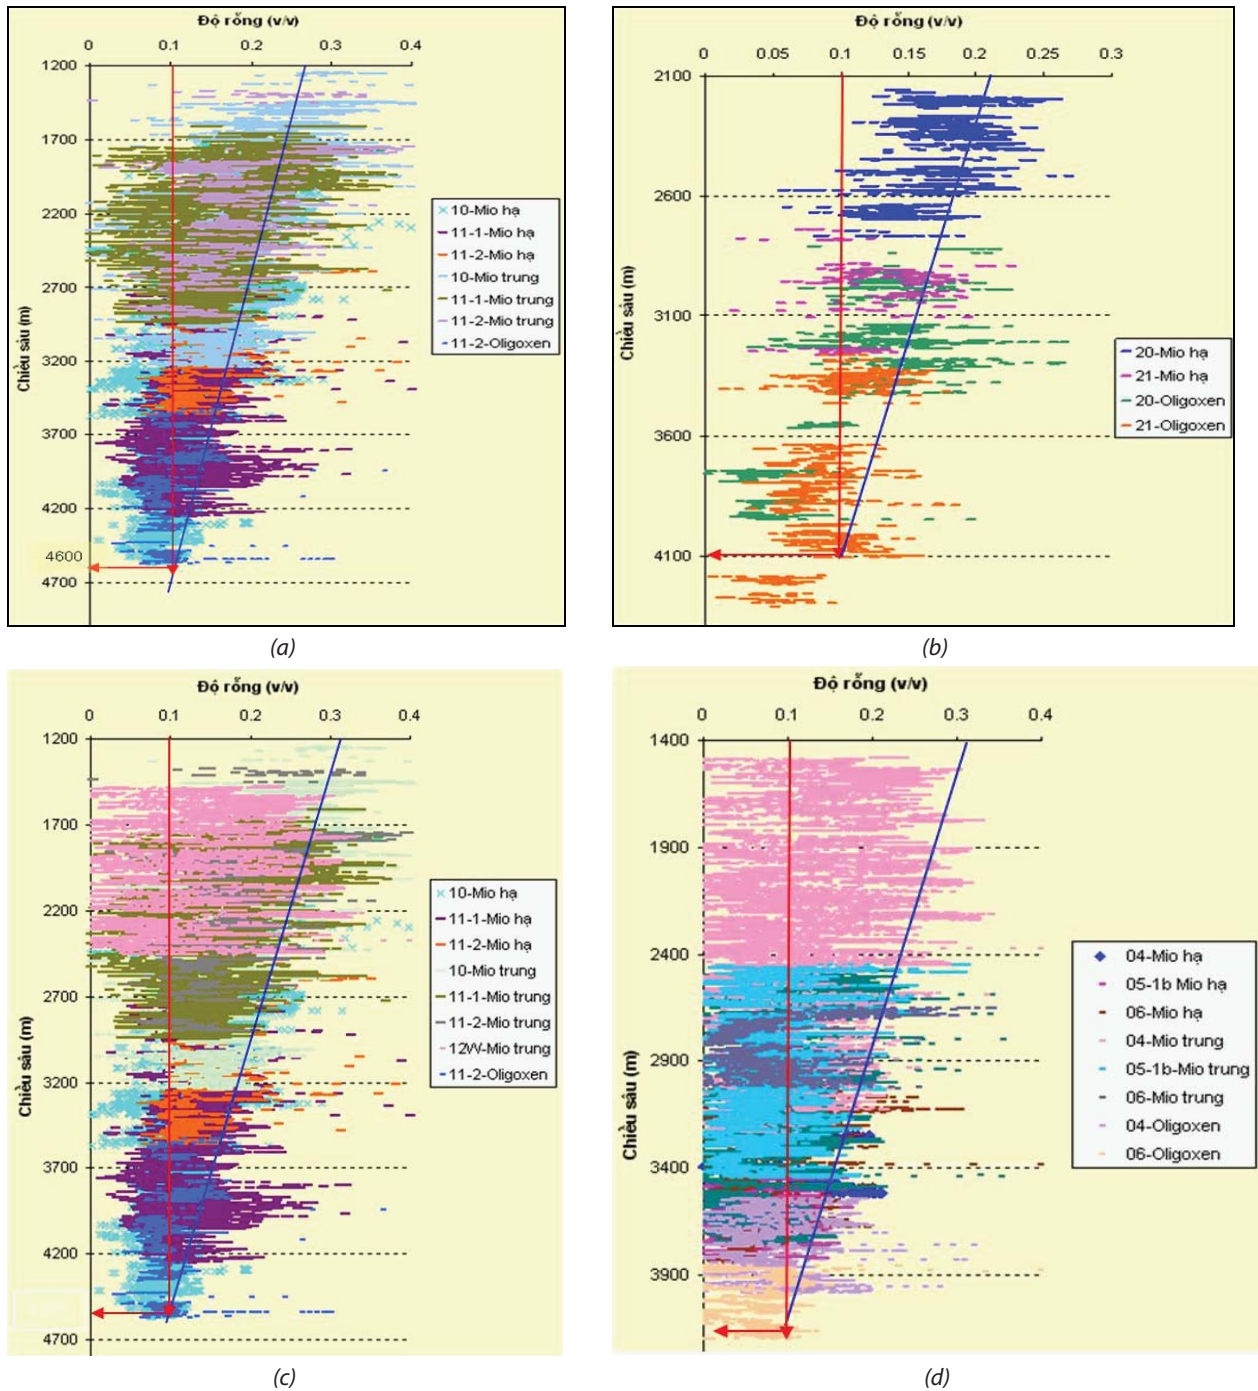 Độ rỗng (v/v)
0 0.1 0.2 0.3 0.4
Chiều sâu (m)
1200
1700
2200
2700
3200
3700
4200
4600
4700
10-Mio hạ
11-1-Mio hạ
11-2-Mio hạ
10-Mio trung
11-1-Mio trung
11-2-Mio trung
11-2-Oligoxen
(a)
Độ rỗng (v/v)
0 0.05 0.1 0.15 0.2 0.25 0.3
Chiều sâu (m)
2100
2600
3100
3600
4100
20-Mio hạ
21-Mio hạ
20-Oligoxen
21-Oligoxen
(b)
Độ rỗng (v/v)
0 0.1 0.2 0.3 0.4
Chiều sâu (m)
1200
1700
2200
2700
3200
3700
4200
4700
10-Mio hạ
11-1-Mio hạ
11-2-Mio hạ
10-Mio trung
11-1-Mio trung
11-2-Mio trung
12W-Mio trung
11-2-Oligoxen
(c)
Độ rỗng (v/v)
0 0.1 0.2 0.3 0.4
Chiều sâu (m)
1400
1900
2400
2900
3400
3900
04-Mio hạ
05-1b Mio hạ
06-Mio hạ
04-Mio trung
05-1b-Mio trung
06-Mio trung
04-Oligoxen
06-Oligoxen
(d)